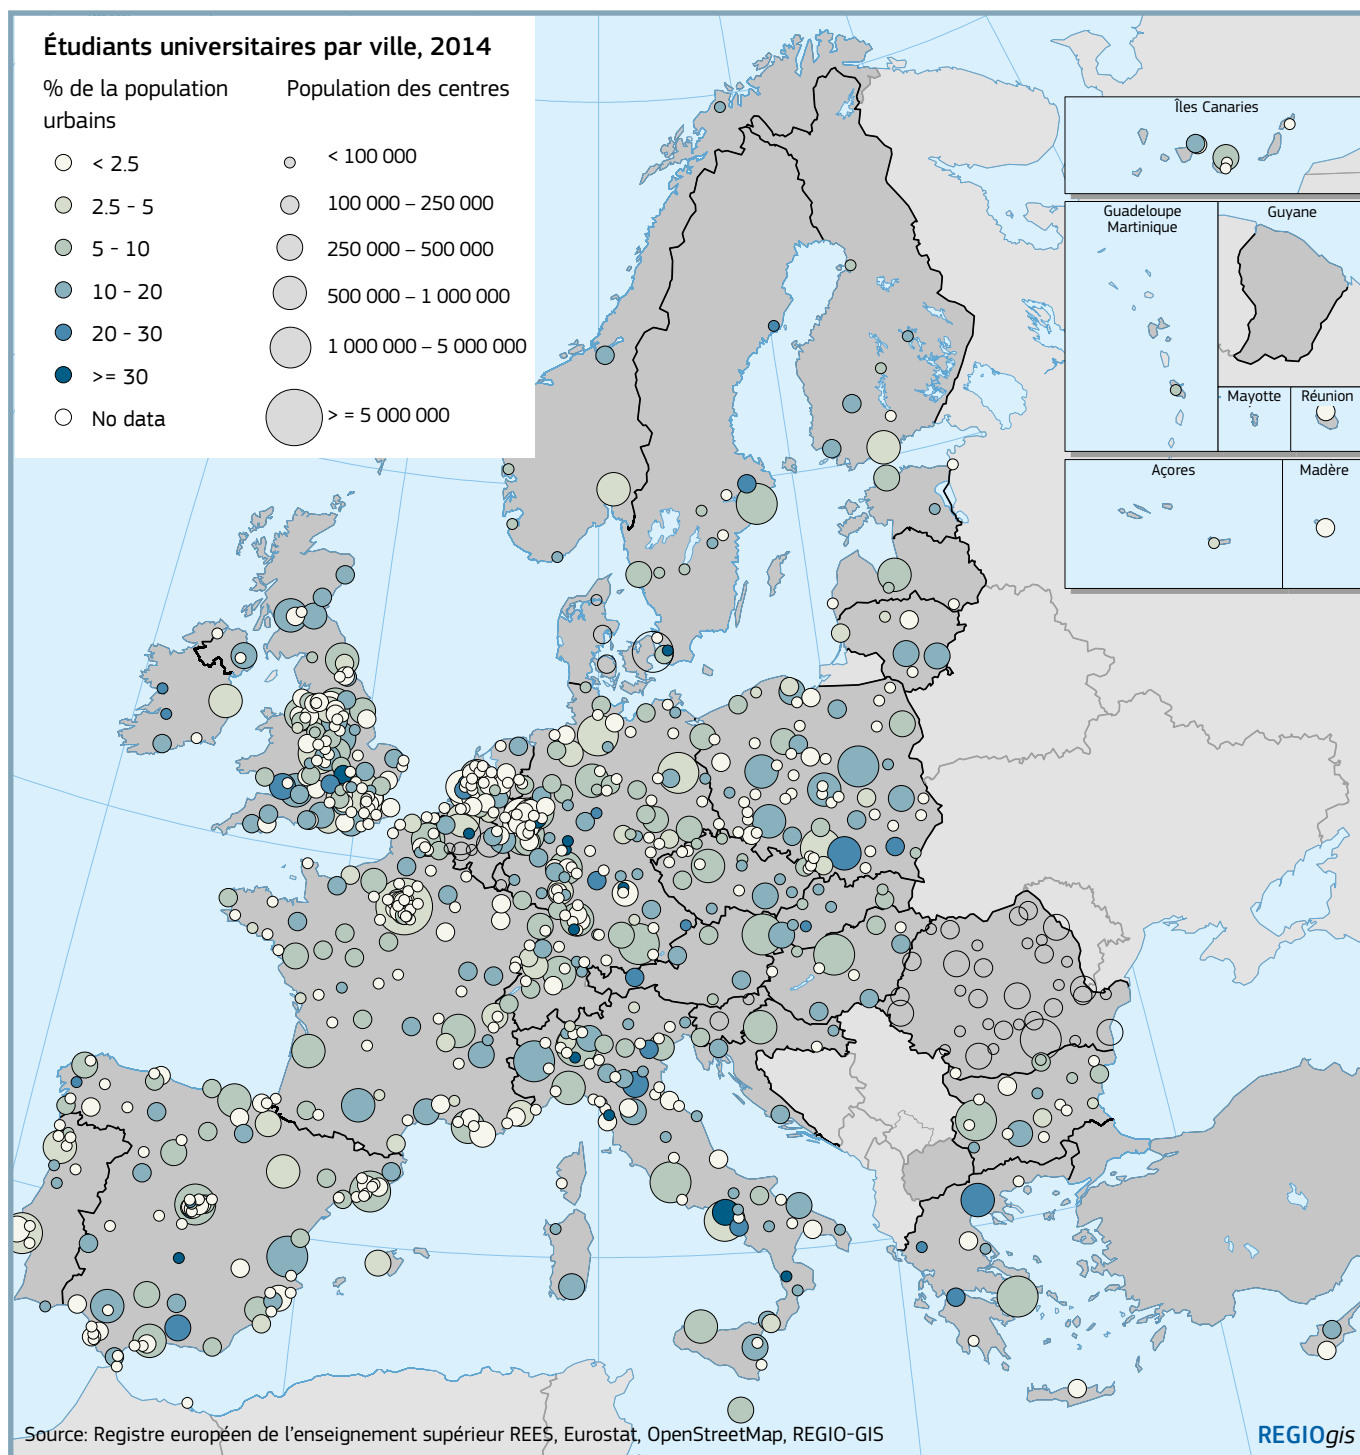 Étudiants universitaires par ville, 2014
% de la population
urbains
< 2.5
2.5 - 5
5 - 10
10 - 20
20 - 30
>= 30
No data
Population des centres
< 100 000
100 000 – 250 000
250 000 – 500 000
500 000 – 1 000 000
1 000 000 – 5 000 000
> = 5 000 000
Îles Canaries
Guadeloupe
Martinique
Guyane
Mayotte
Réunion
Açores
Madère
Source: Registre européen de l’enseignement supérieur REES, Eurostat, OpenStreetMap, REGIO-GIS
REGIOgis